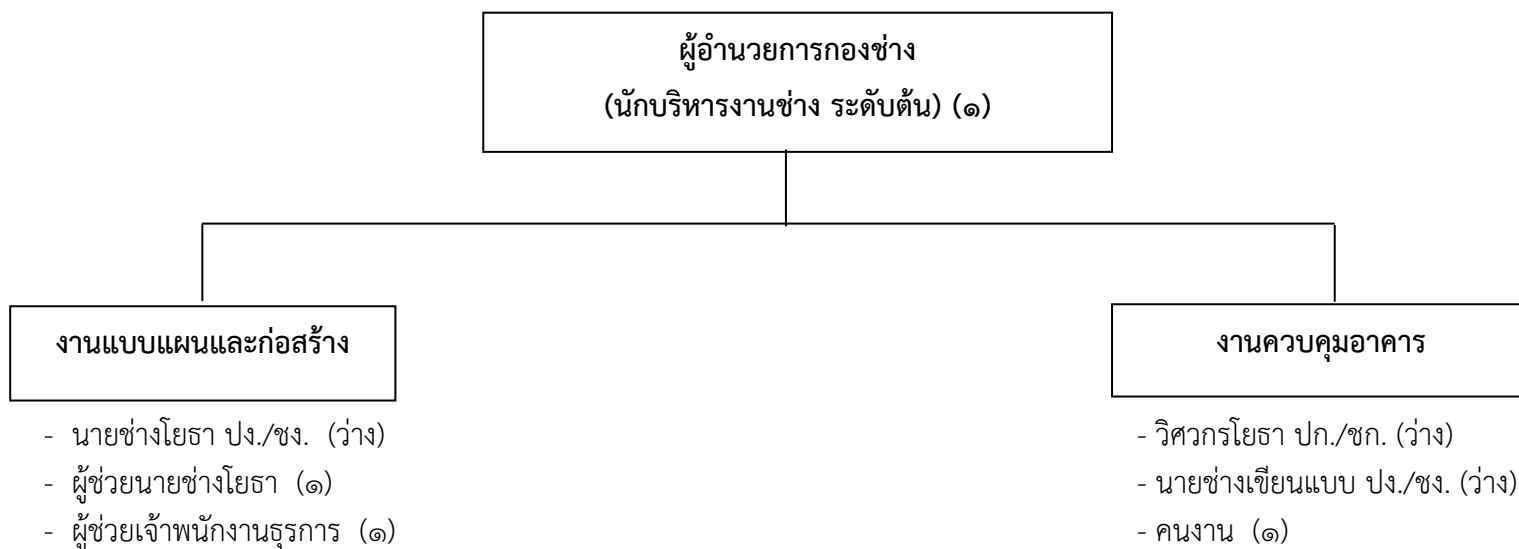 ผู้อำนวยการกองช่าง
(นักบริหารงานช่าง ระดับต้น) (๑)
งานแบบแผนและก่อสร้าง
- นายช่างโยธา ปง./ชง. (ว่าง)
- ผู้ช่วยนายช่างโยธา (๑)
- ผู้ช่วยเจ้าพนักงานธุรการ (๑)
งานควบคุมอาคาร
- วิศวกรโยธา ปก./ชก. (ว่าง)
- นายช่างเขียนแบบ ปง./ชง. (ว่าง)
- คนงาน (๑)